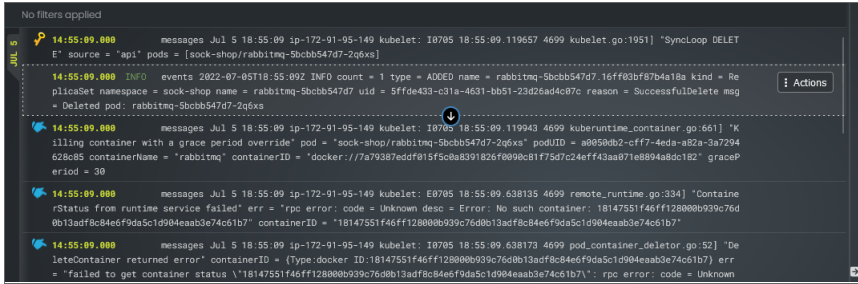 No filters applied
JUL 5
14:55:09.000 messages Jul 5 18:55:09 ip-172-91-95-149 kubelet: I0705 18:55:09.119657 4699 kubelet.go:1951] "SyncLoop DELET
E" source = "api" pods = [sock-shop/rabbitmq-5bcbb547d7-2q6xs]
14:55:09.000 INFO events 2022-07-05T18:55:09Z INFO count = 1 type = ADDED name = rabbitmq-5bcbb547d7.16ff03bf87b4a18a kind = Re
plicaSet namespace = sock-shop name = rabbitmq-5bcbb547d7 uid = 5ffde433-c31a-4631-bb51-23d26ad4c07c reason = SuccessfulDelete msg
= Deleted pod: rabbitmq-5bcbb547d7-2q6xs
Actions
14:55:09.000 messages Jul 5 18:55:09 ip-172-91-95-149 kubelet: I0705 18:55:09.119943 4699 kuberuntime_container.go:661] "K
illing container with a grace period override" pod = "sock-shop/rabbitmq-5bcbb547d7-2q6xs" podUID = a0050db2-cff7-4eda-a82a-3a7294
628c85 containerName = "rabbitmq" containerID = "docker://7a79387eddf015f5c0a8391826f0090c81f75d7c24eff43aa071e8894a8dc182" graceP
eriod = 30
14:55:09.000 messages Jul 5 18:55:09 ip-172-91-95-149 kubelet: E0705 18:55:09.638135 4699 remote_runtime.go:334] "Containe
rStatus from runtime service failed" err = "rpc error: code = Unknown desc = Error: No such container: 18147551f46ff128000b939c76d
0b13adf8c84e6f9da5c1d904eaab3e74c61b7" containerID = "18147551f46ff128000b939c76d0b13adf8c84e6f9da5c1d904eaab3e74c61b7"
14:55:09.000 messages Jul 5 18:55:09 ip-172-91-95-149 kubelet: I0705 18:55:09.638173 4699 pod_container_deletor.go:52] "De
leteContainer returned error" containerID = {Type:docker ID:18147551f46ff128000b939c76d0b13adf8c84e6f9da5c1d904eaab3e74c61b7} err
= "failed to get container status \"18147551f46ff128000b939c76d0b13adf8c84e6f9da5c1d904eaab3e74c61b7\": rpc error: code = Unknown